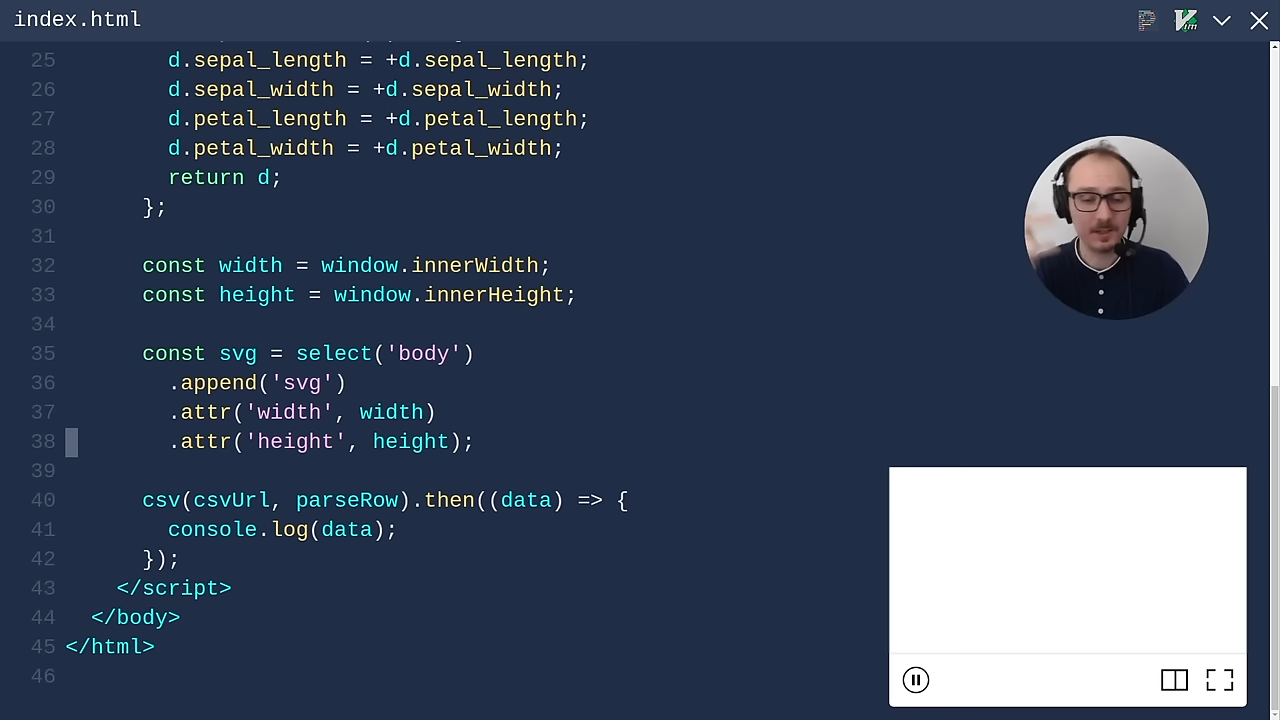 index.html
25 d.sepal_length = +d.sepal_length;
26 d.sepal_width = +d.sepal_width;
27 d.petal_length = +d.petal_length;
28 d.petal_width = +d.petal_width;
29 return d;
30 };
31
32 const width = window.innerWidth;
33 const height = window.innerHeight;
34
35 const svg = select('body')
36 .append('svg')
37 .attr('width', width)
38 .attr('height', height);
39
40 csv(csvUrl, parseRow).then((data) => {
41 console.log(data);
42 });
43 </script>
44 </body>
45 </html>
46